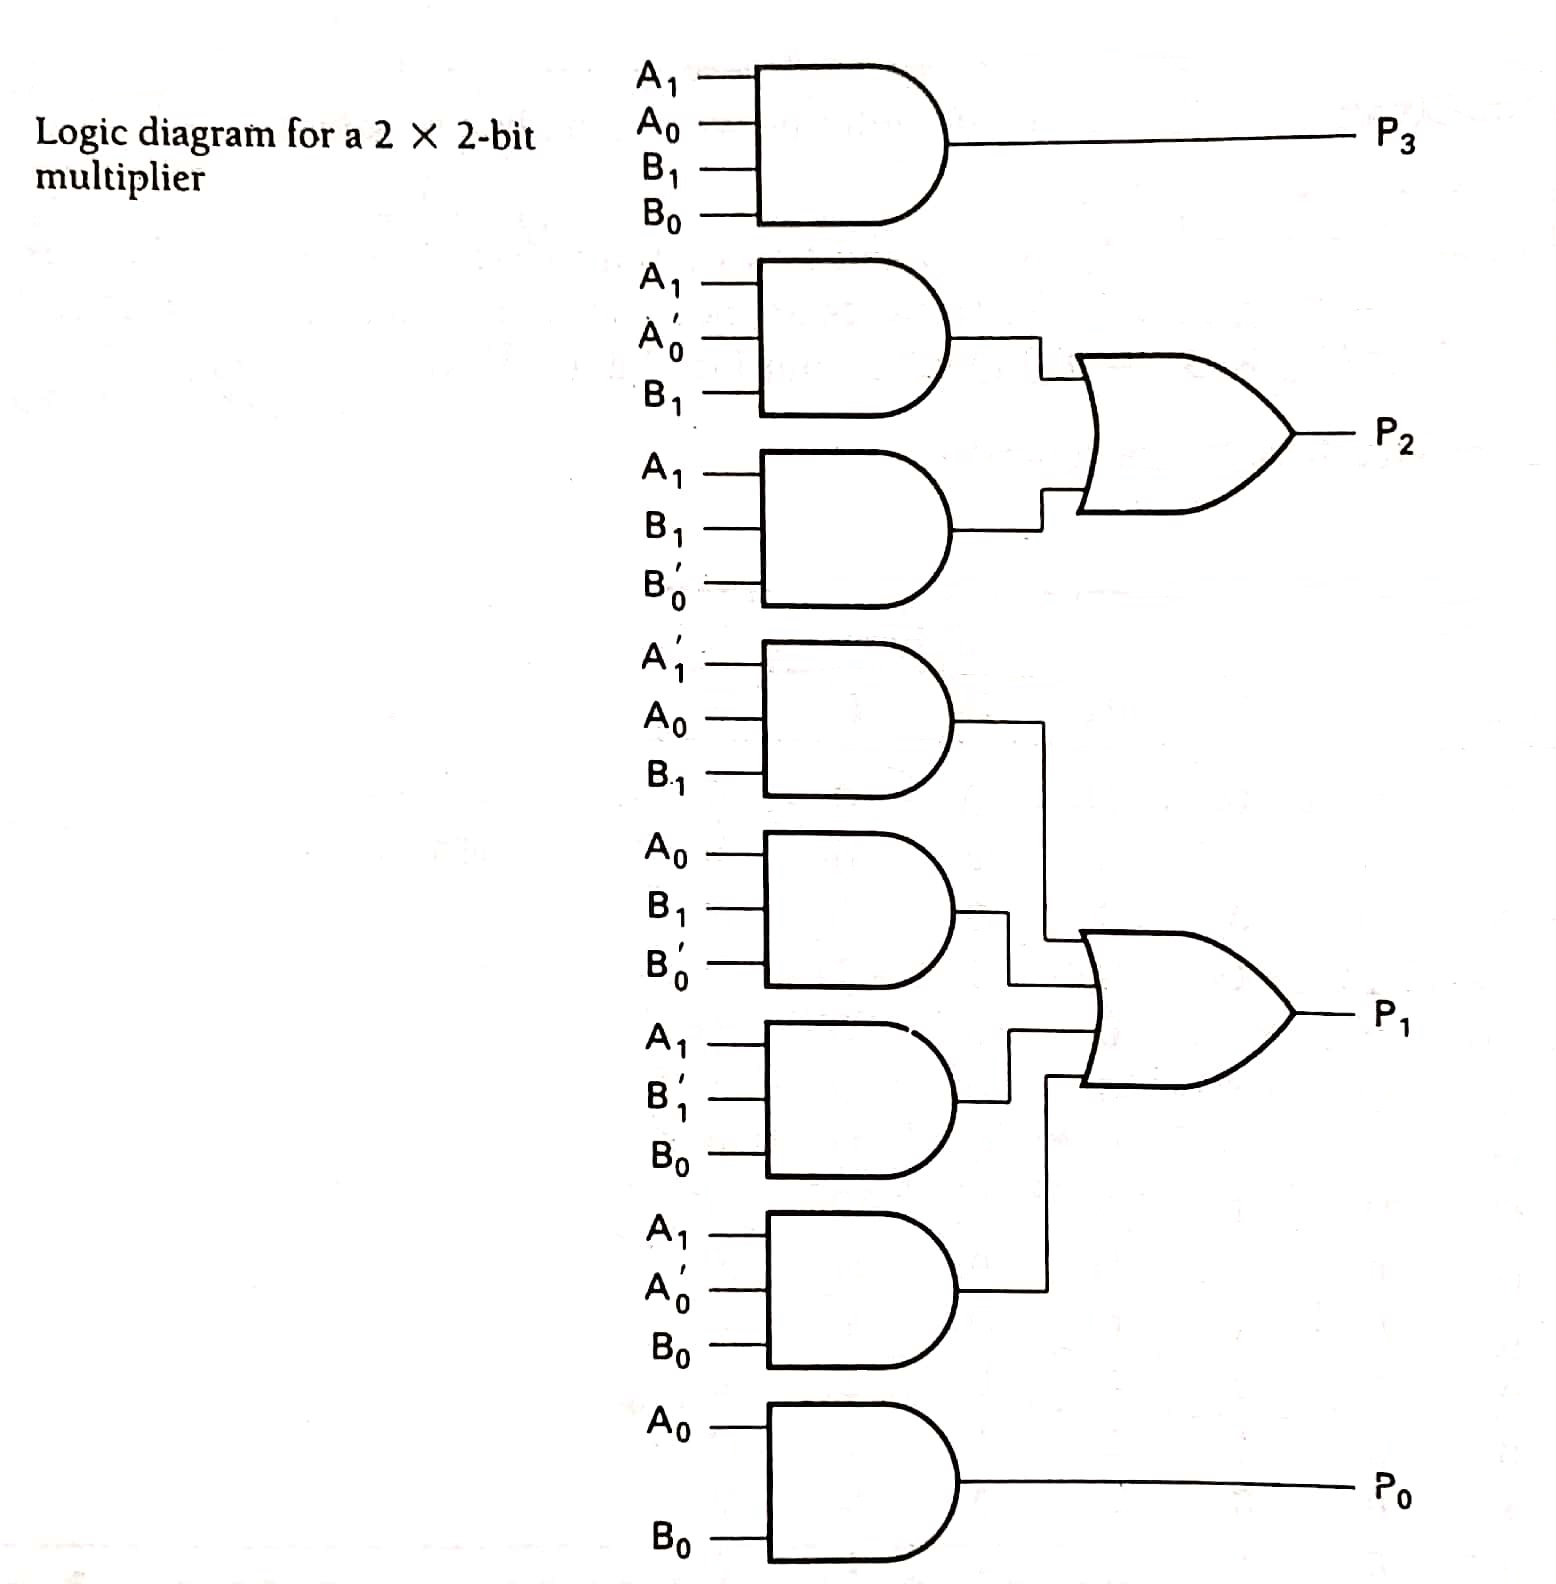 Logic diagram for a 2 × 2-bit
multiplier
A₁
A₀
B₁
B₀
P₃
A₁
A₀′
B₁
A₁
B₁
B₀′
P₂
A₁′
A₀
B₁
A₀
B₁
B₀′
A₁
B₁′
B₀
A₁
A₀′
B₀
P₁
A₀
B₀
P₀